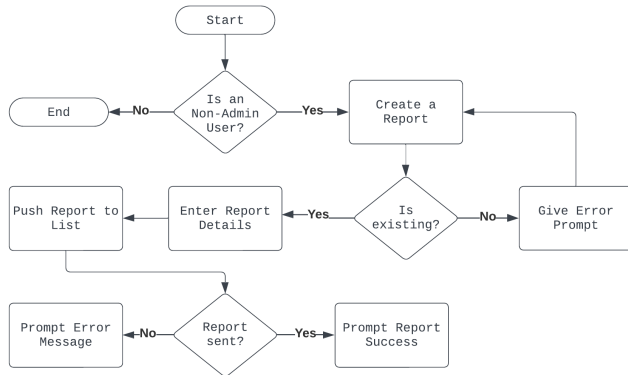 Start
Is an
Non-Admin
User?
No
End
Yes
Create a
Report
Is
existing?
No
Give Error
Prompt
Yes
Enter Report
Details
Push Report to
List
Report
sent?
No
Prompt Error
Message
Yes
Prompt Report
Success